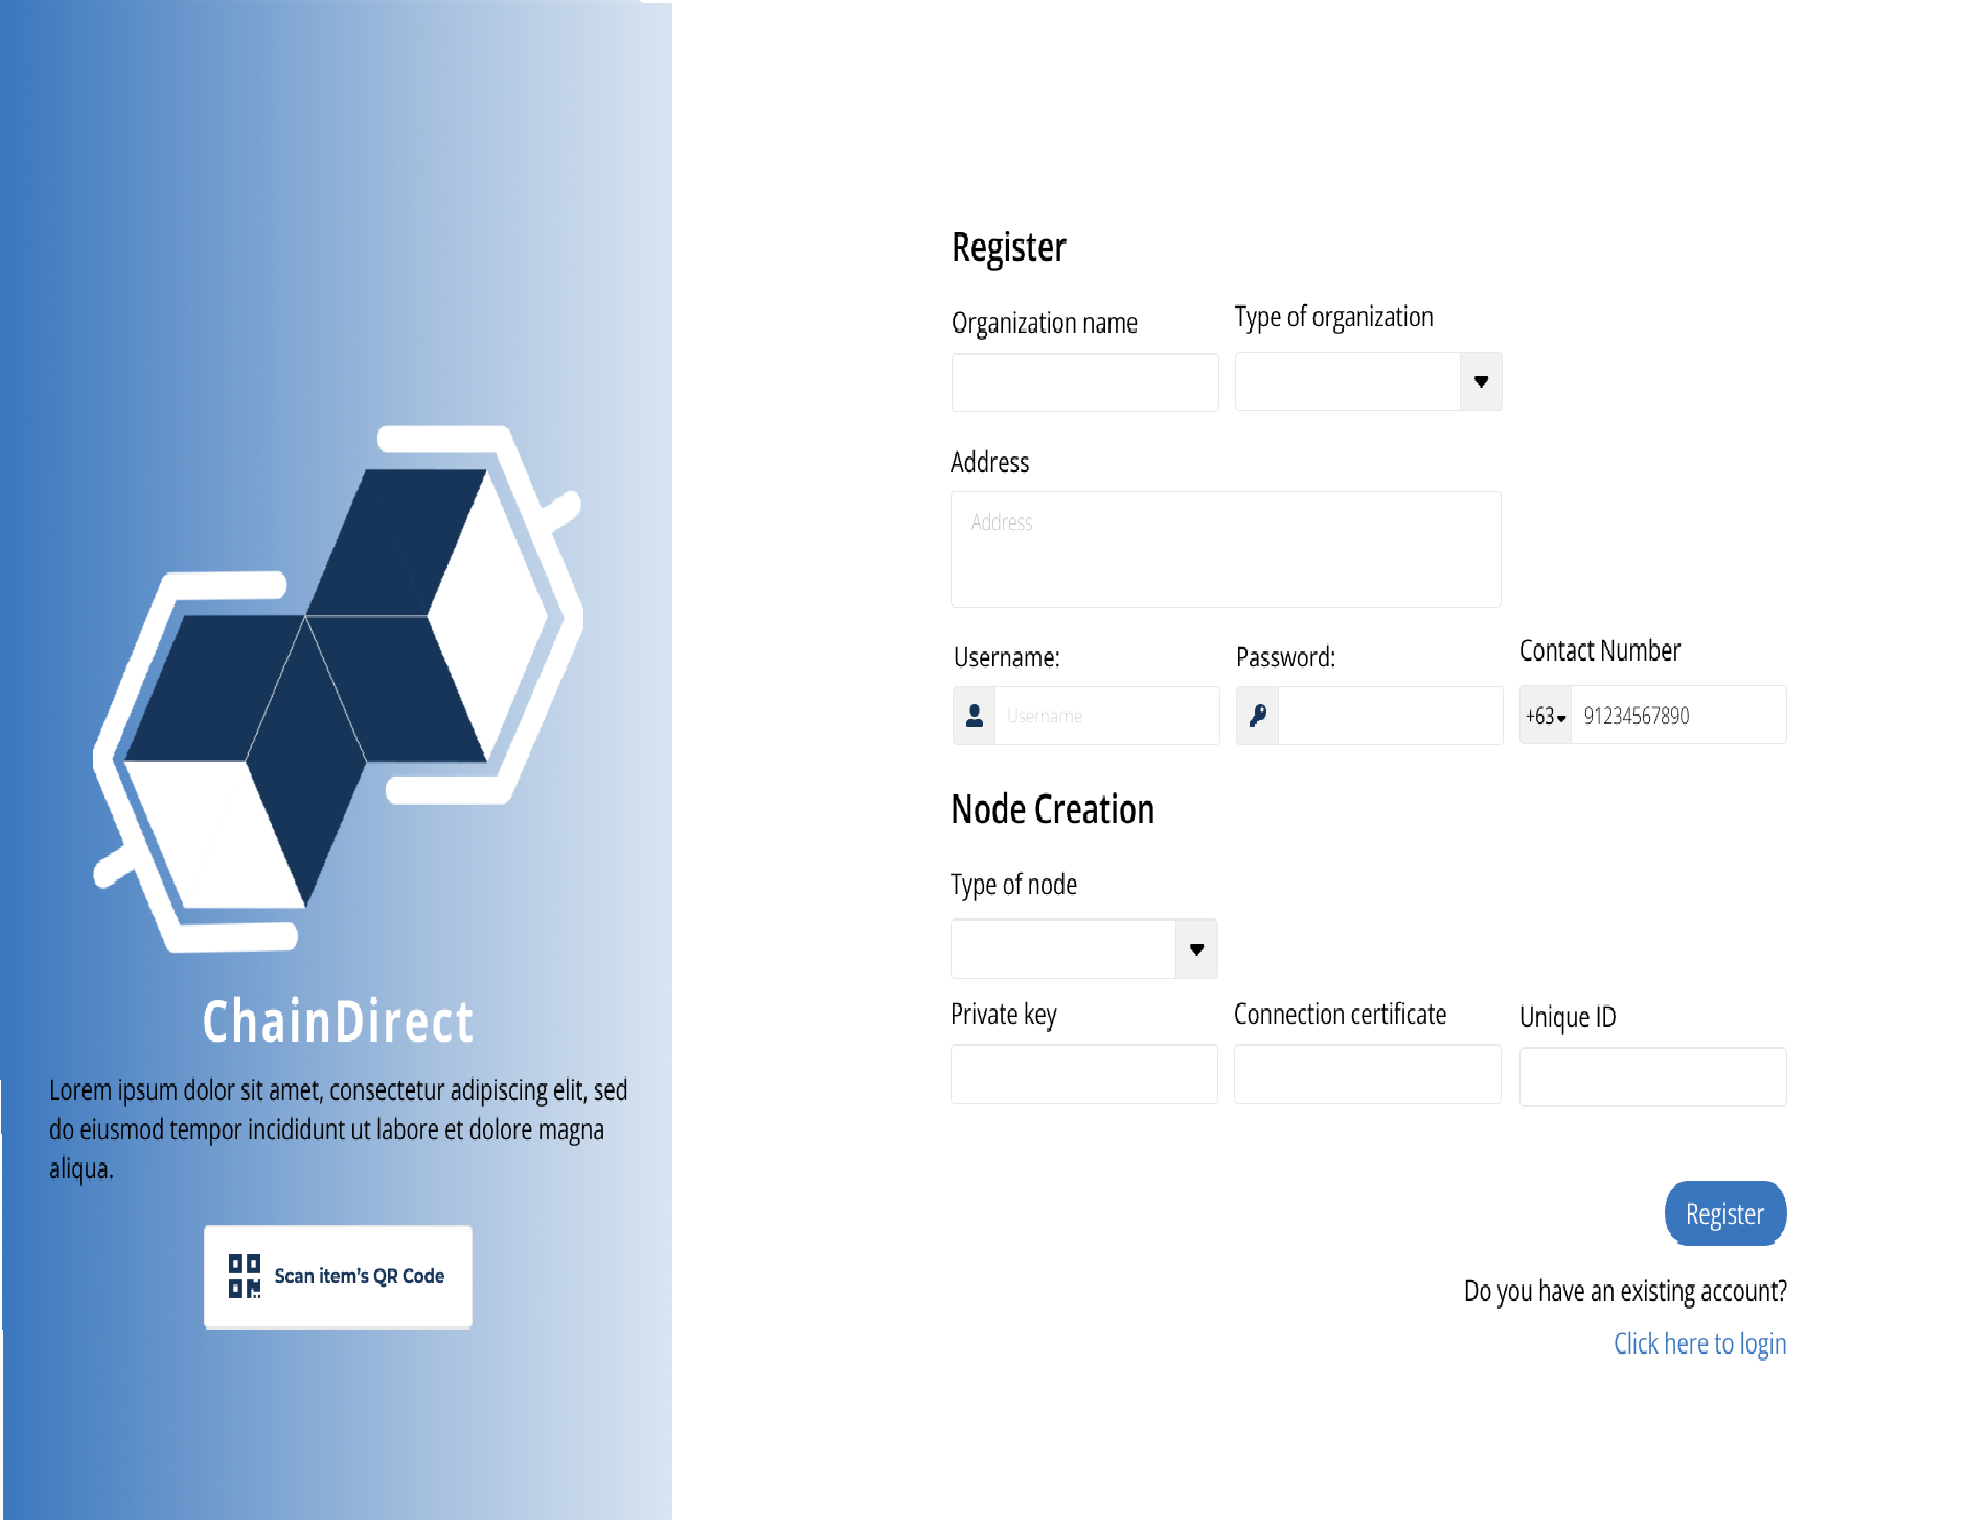 ChainDirect
Lorem ipsum dolor sit amet, consectetur adipiscing elit, sed
do eiusmod tempor incididunt ut labore et dolore magna
aliqua.
Scan item's QR Code
Register
Organization name
Type of organization
Address
Address
Username:
Password:
Contact Number
Username
+63
91234567890
Node Creation
Type of node
Private key
Connection certificate
Unique ID
Register
Do you have an existing account?
Click here to login